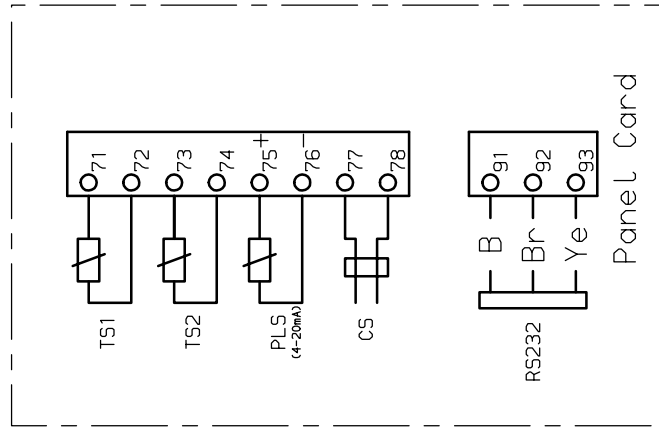 71
72
73
74
75
+
76
−
77
78
91
92
93
Panel Card
B
Br
Ye
TS1
TS2
PLS
(4-20mA)
CS
RS232